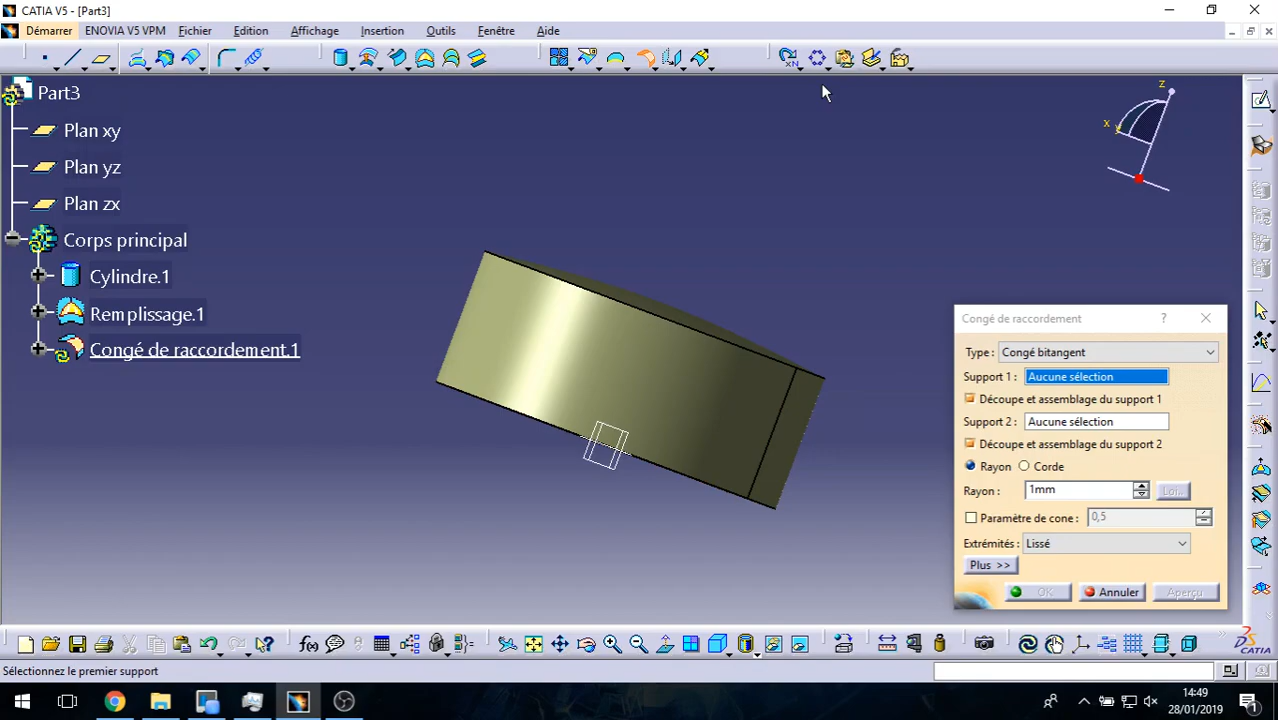 CATIA V5 - [Part3]
Démarrer ENOVIA V5 VPM Fichier Edition Affichage Insertion Outils Fenêtre Aide
Part3
Plan xy
Plan yz
Plan zx
Corps principal
Cylindre.1
Remplissage.1
Congé de raccordement.1
z
x
y
Congé de raccordement ?
Type : Congé bitangent
Support 1 : Aucune sélection
Découpe et assemblage du support 1
Support 2 : Aucune sélection
Découpe et assemblage du support 2
Rayon Corde
Rayon : 1mm Loi...
Paramètre de cone : 0,5
Extrémités : Lissé
Plus >>
OK Annuler Aperçu
f(x)
CATIA
Sélectionnez le premier support
14:49
28/01/2019
1